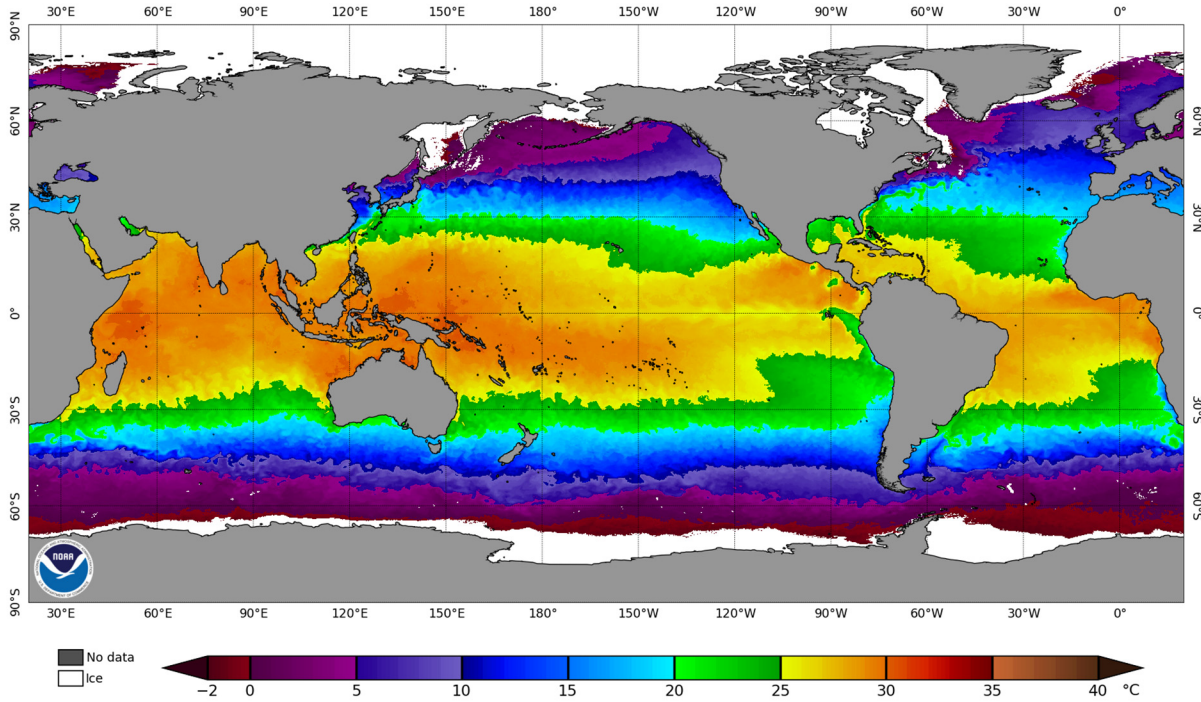 30°E 60°E 90°E 120°E 150°E 180° 150°W 120°W 90°W 60°W 30°W 0°
90°N
60°N 60°N
30°N 30°N
0° 0°
30°S 30°S
60°S 60°S
NOAA
90°S
30°E 60°E 90°E 120°E 150°E 180° 150°W 120°W 90°W 60°W 30°W 0°
No data
Ice
−2 0 5 10 15 20 25 30 35 40 °C